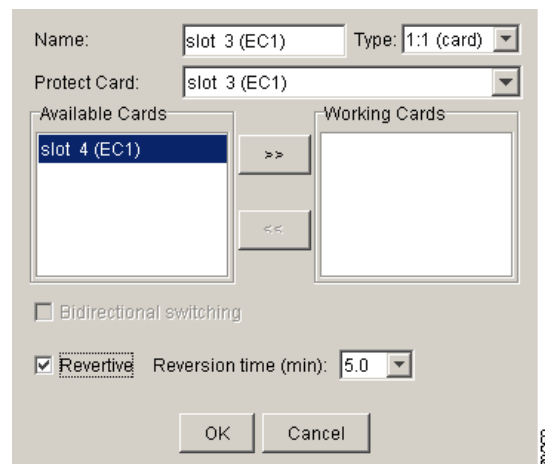 Name: slot 3 (EC1) Type: 1:1 (card)
Protect Card: slot 3 (EC1)
Available Cards Working Cards
slot 4 (EC1)
>>
<<
Bidirectional switching
Revertive Reversion time (min): 5.0
OK Cancel